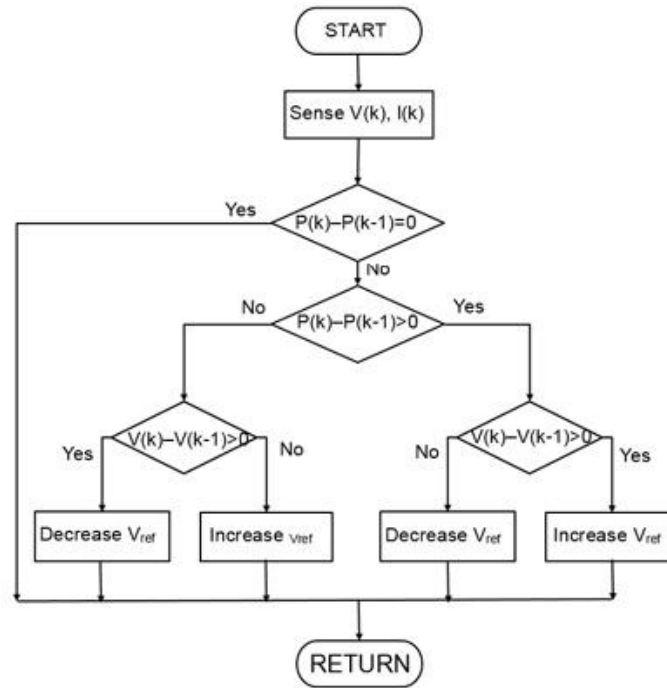 START
Sense V(k), I(k)
Yes
P(k)–P(k-1)=0
No
No
P(k)–P(k-1)>0
Yes
V(k)–V(k-1)>0
V(k)–V(k-1)>0
Yes
No
No
Yes
Decrease Vref
Increase Vref
Decrease Vref
Increase Vref
RETURN